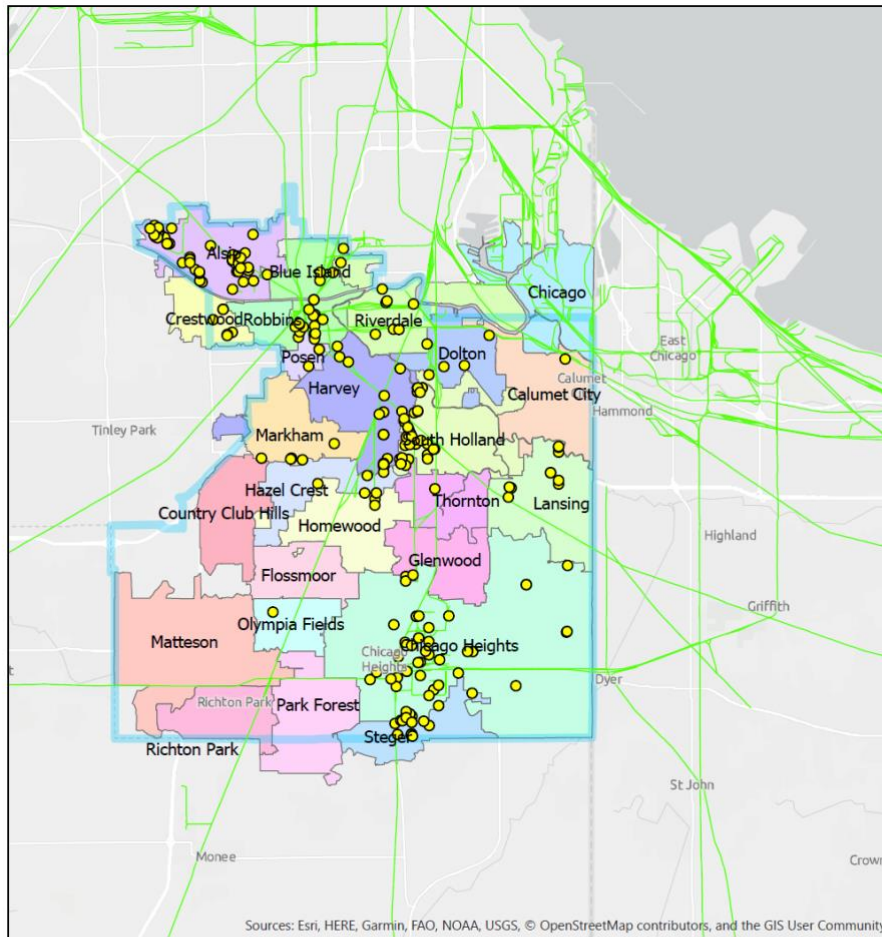 Alsip
Blue Island
Chicago
Crestwood
Robbins
Riverdale
East
Chicago
Posen
Dolton
Calumet
Calumet City
Harvey
Hammond
Tinley Park
Markham
South Holland
Hazel Crest
Thornton
Lansing
Country Club Hills
Homewood
Highland
Glenwood
Flossmoor
Griffith
Olympia Fields
Matteson
Chicago Heights
Chicago
Heights
Dyer
Richton Park
Park Forest
Steger
Richton Park
St John
Monee
Crown
Sources: Esri, HERE, Garmin, FAO, NOAA, USGS, © OpenStreetMap contributors, and the GIS User Community